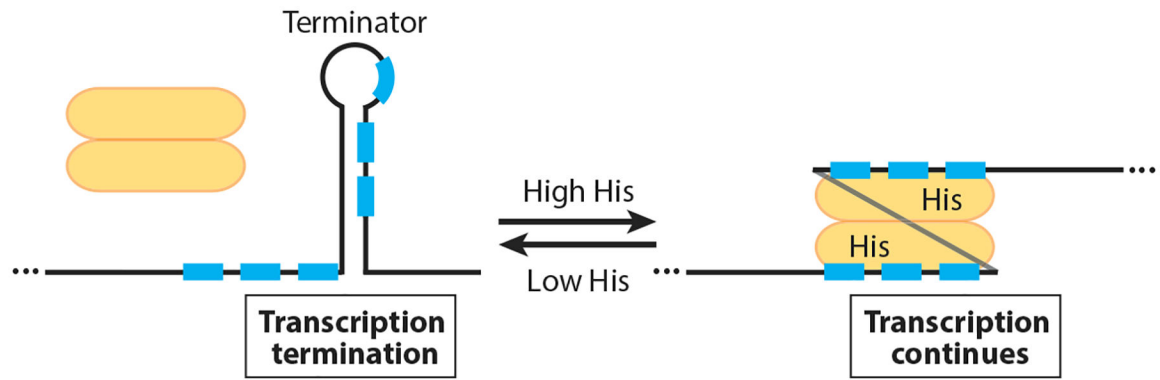 Terminator
High His
Low His
His
His
Transcription
termination
Transcription
continues
...
...
...